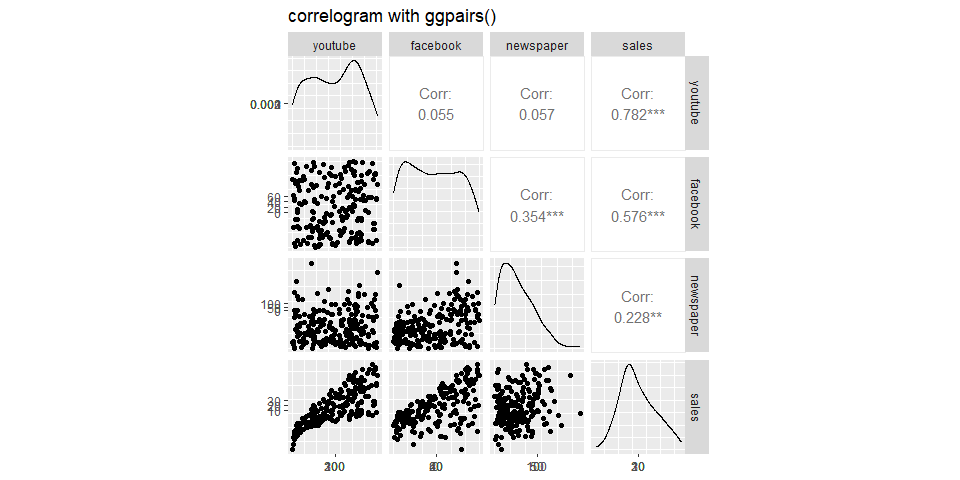 correlogram with ggpairs()
youtube facebook newspaper sales
Corr: Corr: Corr:
0.055 0.057 0.782***
youtube
Corr: Corr:
0.354*** 0.576***
facebook
Corr:
0.228**
newspaper
sales